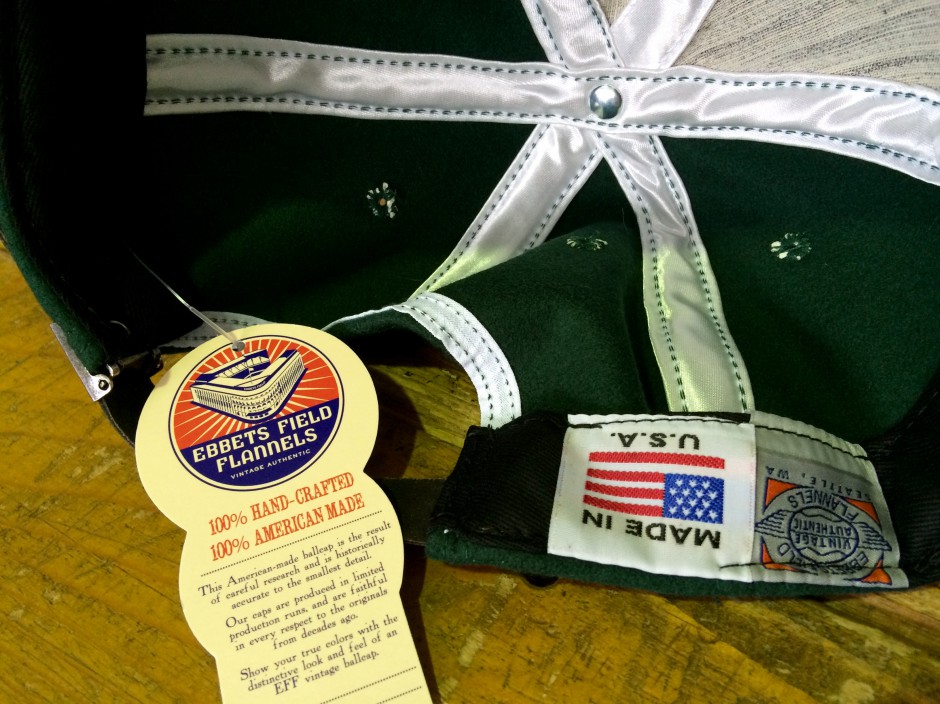 EBBETS FIELD
FLANNELS
VINTAGE AUTHENTIC
100% HAND-CRAFTED
100% AMERICAN MADE
This American-made ballcap is the result
of careful research and is historically
accurate to the smallest detail.
Our caps are produced in limited
production runs, and are faithful
in every respect to the originals
from decades ago.
Show your true colors with the
distinctive look and feel of an
EFF vintage ballcap.
MADE IN
U.S.A.
VINTAGE
AUTHENTIC
FLANNELS
SEATTLE, WA